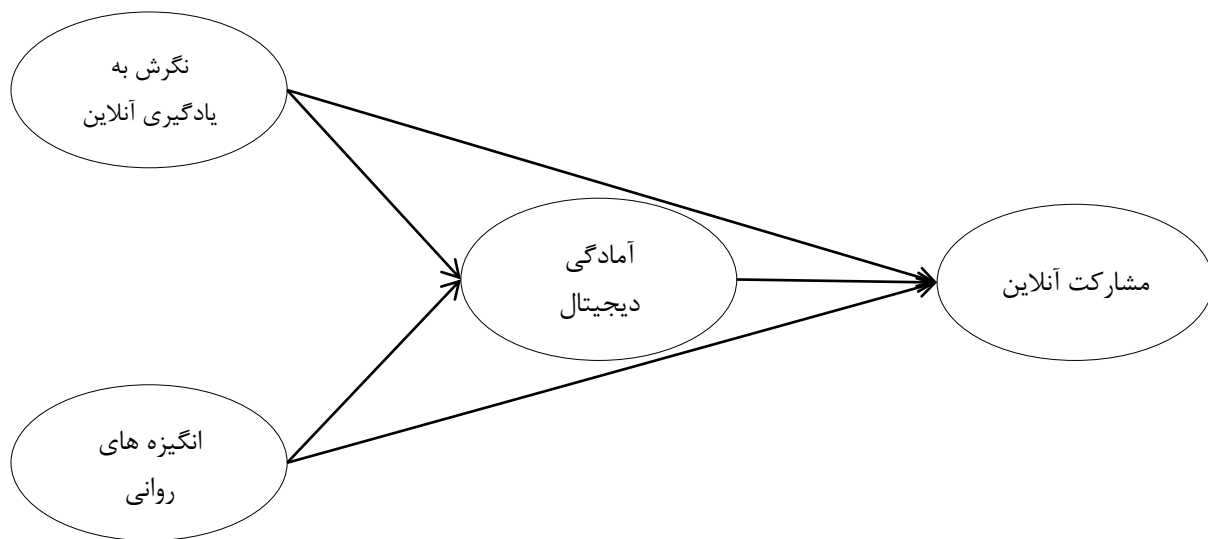 نگرش به
یادگیری آنلاین
آمادگی
دیجیتال
مشارکت آنلاین
انگیزه های
روانی